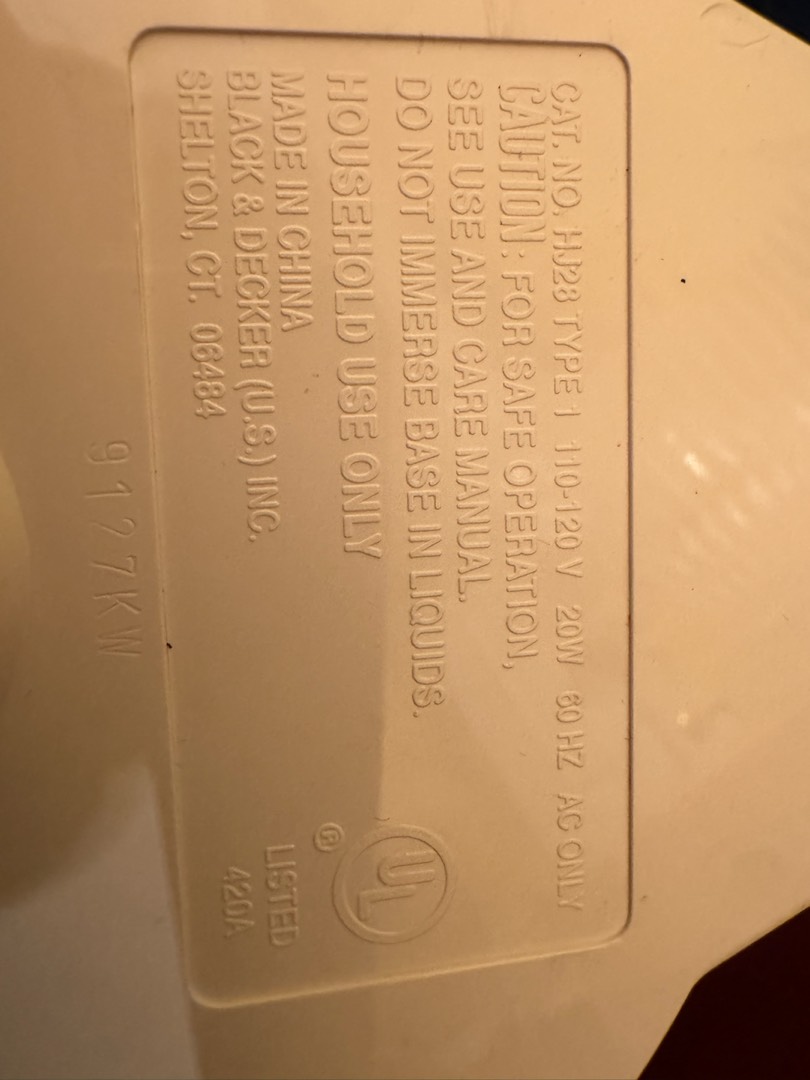 CAT. NO. HJ28 TYPE 1 110-120 V 20W 60 HZ AC ONLY
CAUTION: FOR SAFE OPERATION,
SEE USE AND CARE MANUAL.
DO NOT IMMERSE BASE IN LIQUIDS.
HOUSEHOLD USE ONLY
MADE IN CHINA
BLACK & DECKER (U.S.) INC.
SHELTON, CT. 06484
UL
®
LISTED
420A
9127KW